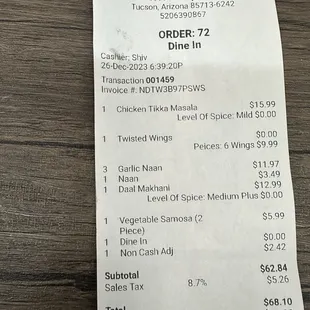 Tucson, Arizona 85713-6242
5206390867
ORDER: 72
Dine In
Cashier: Shiv
26-Dec-2023 6:39:20P
Transaction 001459
Invoice #: NDTW3B97PSWS
1 Chicken Tikka Masala $15.99
Level Of Spice: Mild $0.00
1 Twisted Wings $0.00
Peices: 6 Wings $9.99
3 Garlic Naan $11.97
1 Naan $3.49
1 Daal Makhani $12.99
Level Of Spice: Medium Plus $0.00
1 Vegetable Samosa (2 $5.99
Piece)
1 Dine In $0.00
1 Non Cash Adj $2.42
Subtotal $62.84
Sales Tax 8.7% $5.26
Total $68.10